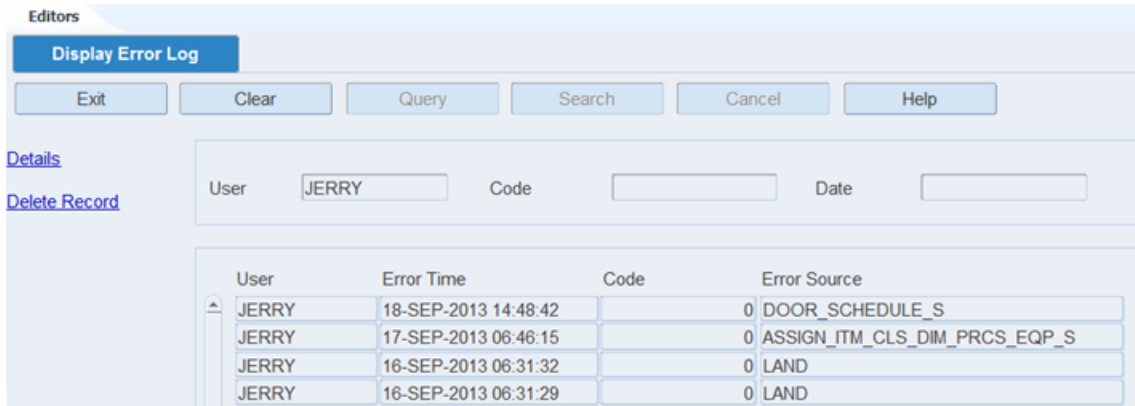 Editors
Display Error Log
Exit Clear Query Search Cancel Help
Details
User JERRY Code Date
Delete Record
User Error Time Code Error Source
JERRY 18-SEP-2013 14:48:42 0 DOOR_SCHEDULE_S
JERRY 17-SEP-2013 06:46:15 0 ASSIGN_ITM_CLS_DIM_PRCS_EQP_S
JERRY 16-SEP-2013 06:31:32 0 LAND
JERRY 16-SEP-2013 06:31:29 0 LAND